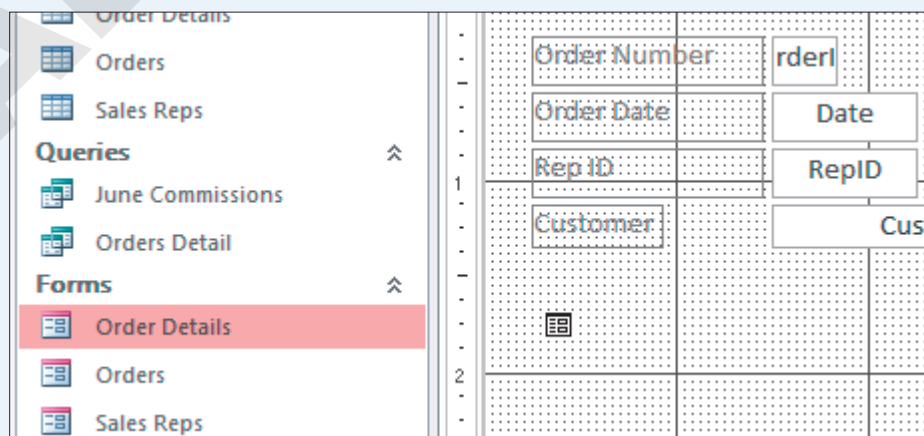 Order Details
Orders
Sales Reps
Queries
June Commissions
Orders Detail
Forms
Order Details
Orders
Sales Reps
1
2
Order Number
rderI
Order Date
Date
Rep ID
RepID
Customer
Cus